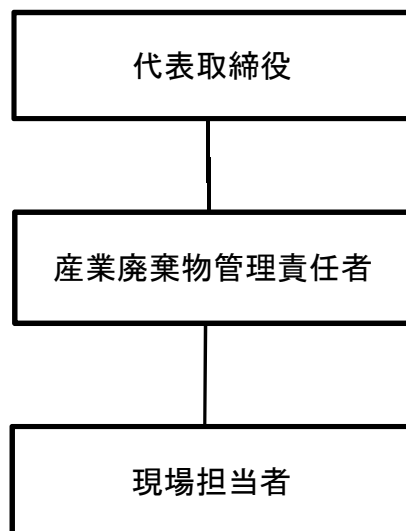 代表取締役
産業廃棄物管理責任者
現場担当者